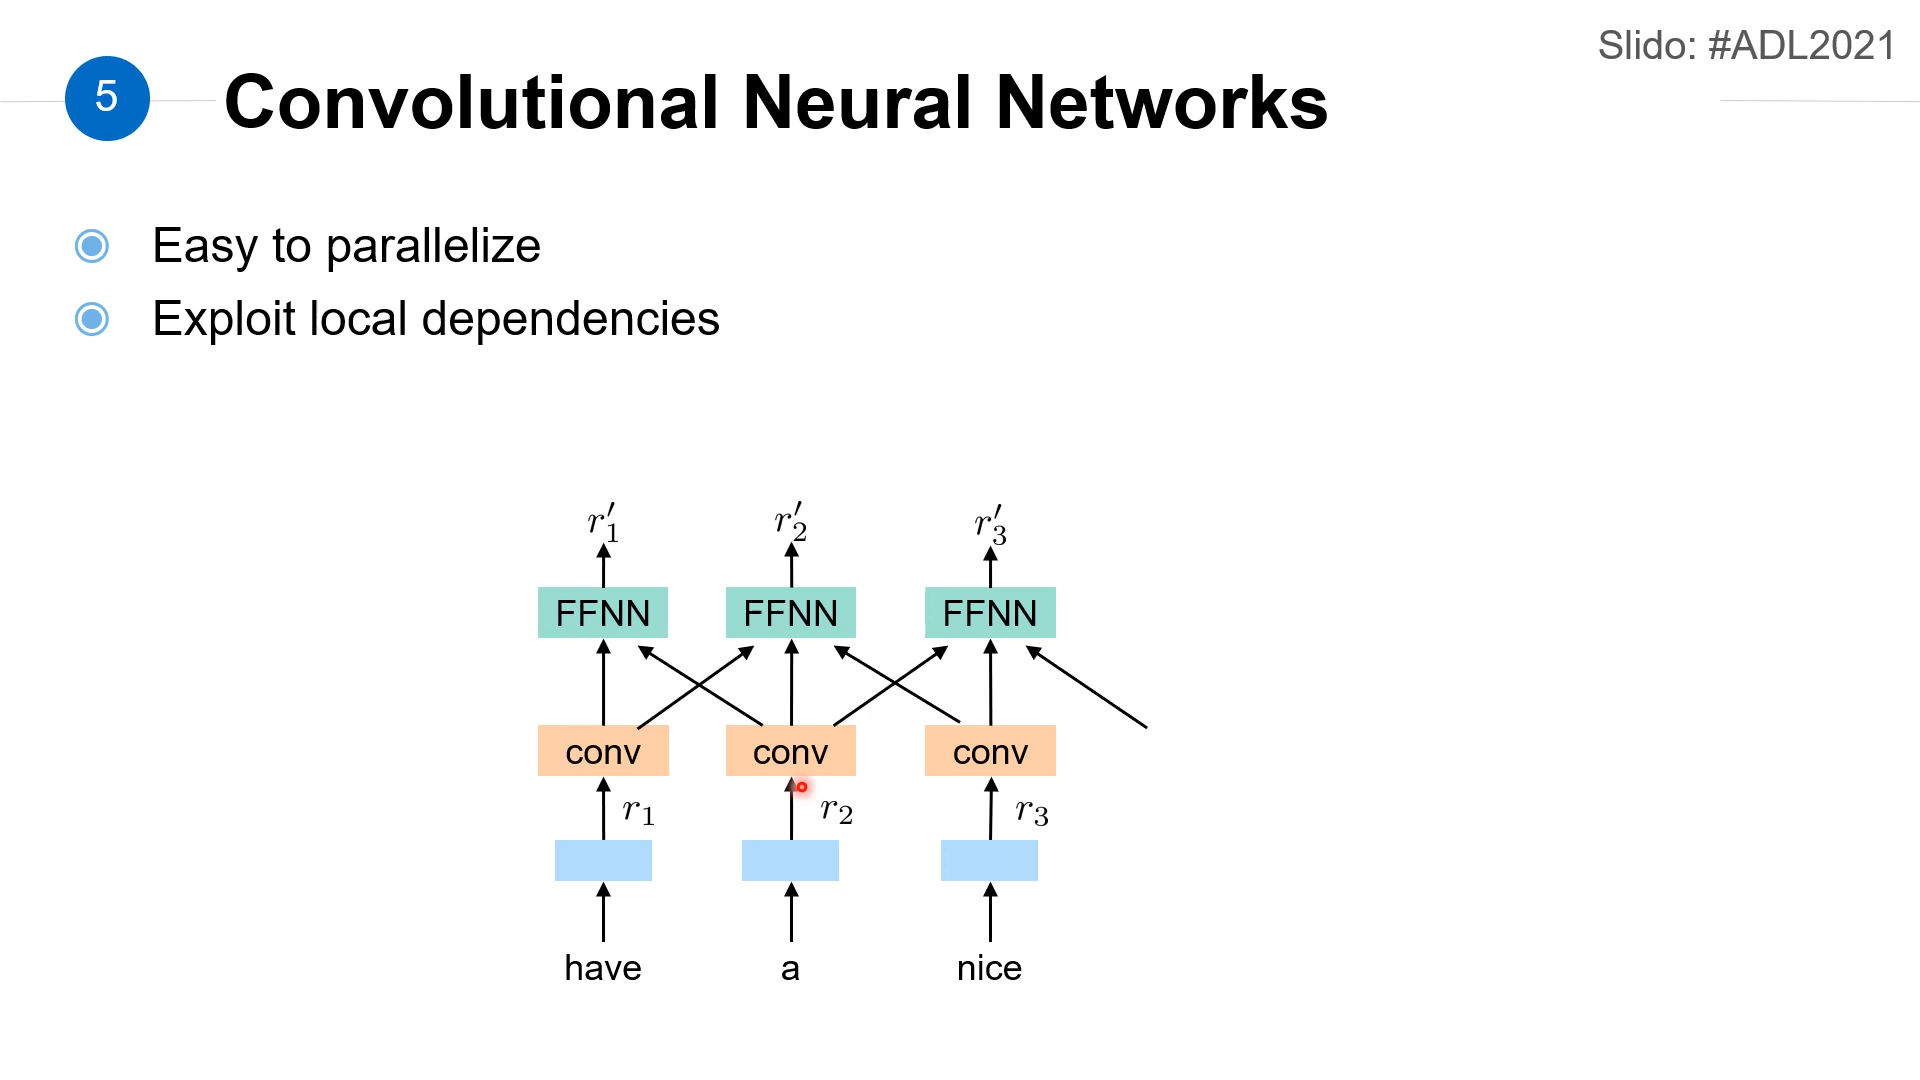 Slido: #ADL2021
5
Convolutional Neural Networks
Easy to parallelize
Exploit local dependencies
r′₁ r′₂ r′₃
FFNN FFNN FFNN
conv conv conv
r₁ r₂ r₃
have a nice